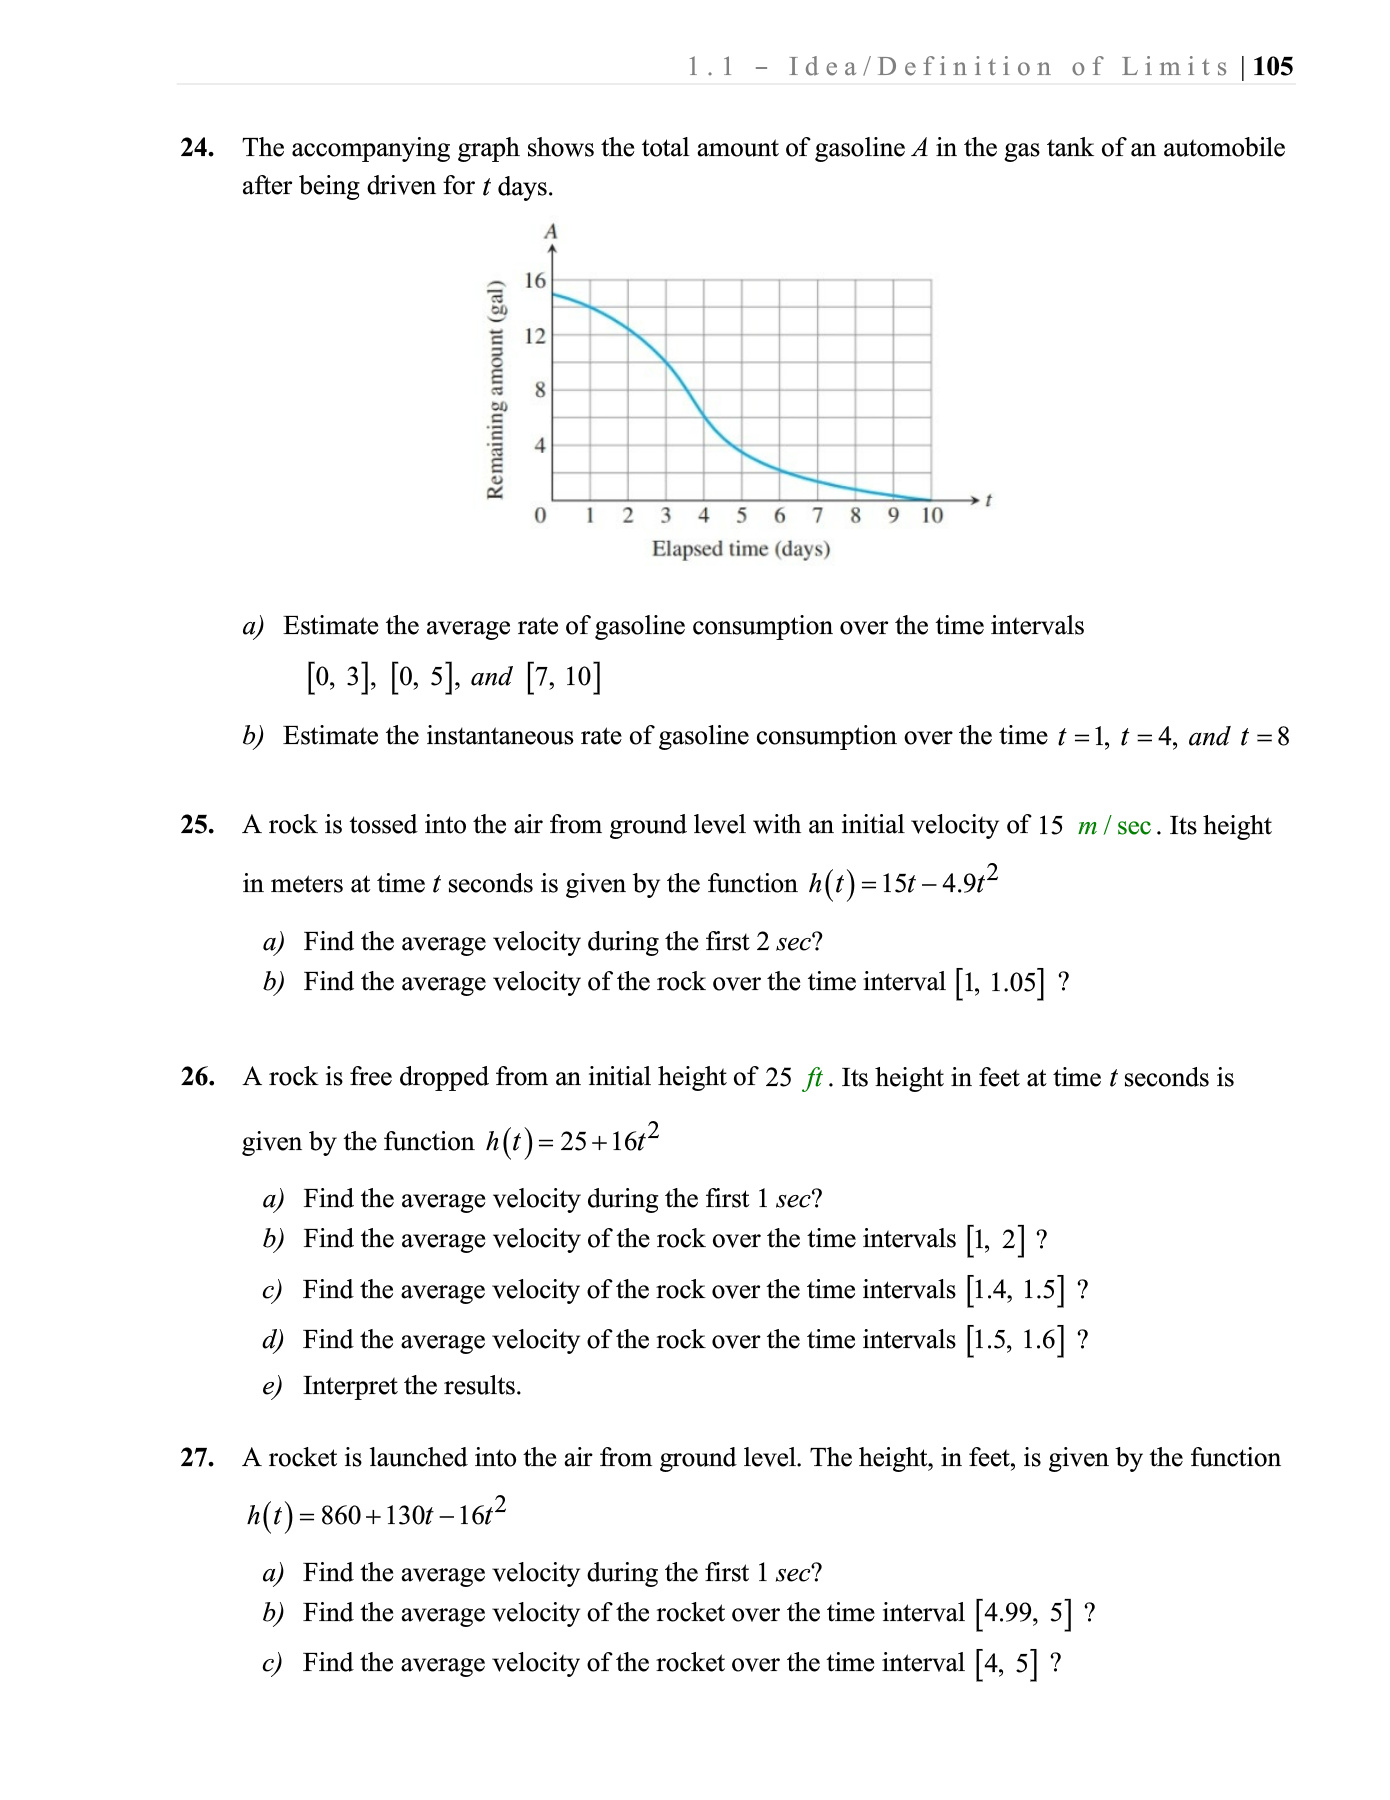 1.1 – Idea/Definition of Limits | 105
24. The accompanying graph shows the total amount of gasoline A in the gas tank of an automobile
after being driven for t days.
A
Remaining amount (gal)
16
12
8
4
0 1 2 3 4 5 6 7 8 9 10
t
Elapsed time (days)
a) Estimate the average rate of gasoline consumption over the time intervals
[0, 3], [0, 5], and [7, 10]
b) Estimate the instantaneous rate of gasoline consumption over the time t = 1, t = 4, and t = 8
25. A rock is tossed into the air from ground level with an initial velocity of 15 m / sec. Its height
in meters at time t seconds is given by the function h(t) = 15t – 4.9t²
a) Find the average velocity during the first 2 sec?
b) Find the average velocity of the rock over the time interval [1, 1.05] ?
26. A rock is free dropped from an initial height of 25 ft. Its height in feet at time t seconds is
given by the function h(t) = 25 + 16t²
a) Find the average velocity during the first 1 sec?
b) Find the average velocity of the rock over the time intervals [1, 2] ?
c) Find the average velocity of the rock over the time intervals [1.4, 1.5] ?
d) Find the average velocity of the rock over the time intervals [1.5, 1.6] ?
e) Interpret the results.
27. A rocket is launched into the air from ground level. The height, in feet, is given by the function
h(t) = 860 + 130t – 16t²
a) Find the average velocity during the first 1 sec?
b) Find the average velocity of the rocket over the time interval [4.99, 5] ?
c) Find the average velocity of the rocket over the time interval [4, 5] ?